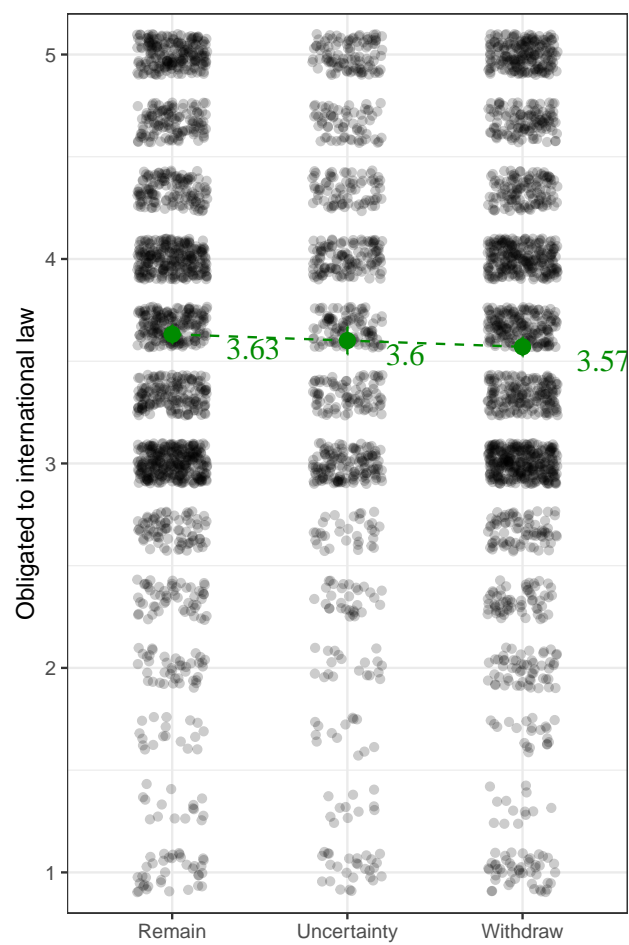 Obligated to international law
5
4
3
2
1
3.63
3.6
3.57
Remain
Uncertainty
Withdraw